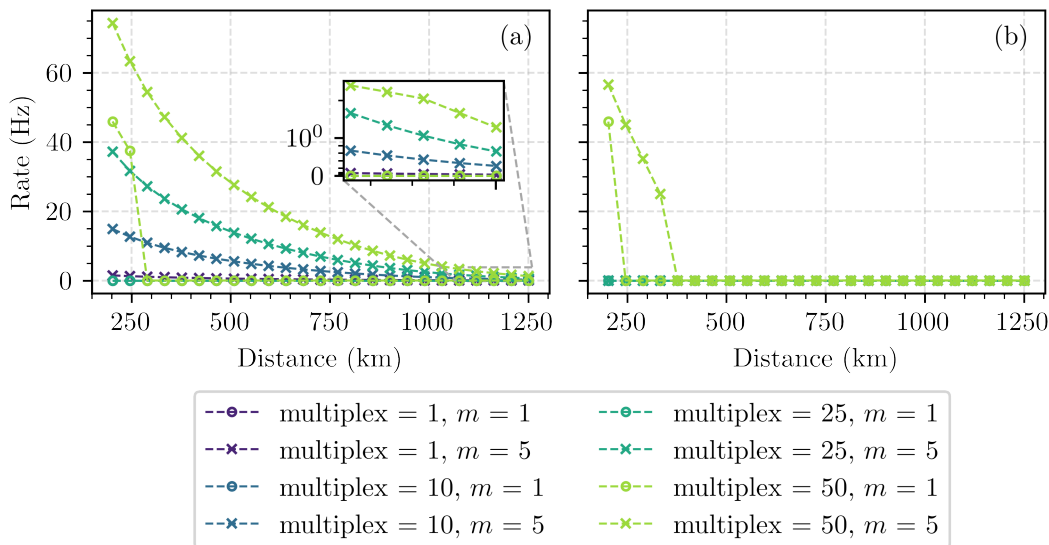 (a)
(b)
Rate (Hz)
60
40
20
0
10⁰
0
250
500
750
1000
1250
250
500
750
1000
1250
Distance (km)
Distance (km)
multiplex = 1, m = 1
multiplex = 1, m = 5
multiplex = 10, m = 1
multiplex = 10, m = 5
multiplex = 25, m = 1
multiplex = 25, m = 5
multiplex = 50, m = 1
multiplex = 50, m = 5